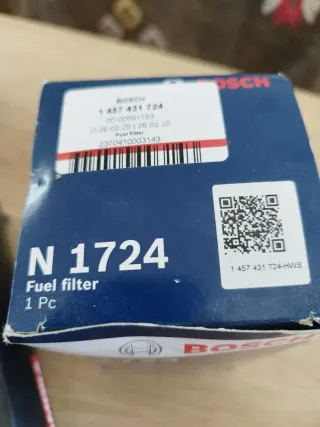 BOSCH
BOSCH
1 457 431 724
Fuel Filter
2370410003143
N 1724
Fuel filter
1 Pc
1 457 431 724-HWS
BOSCH